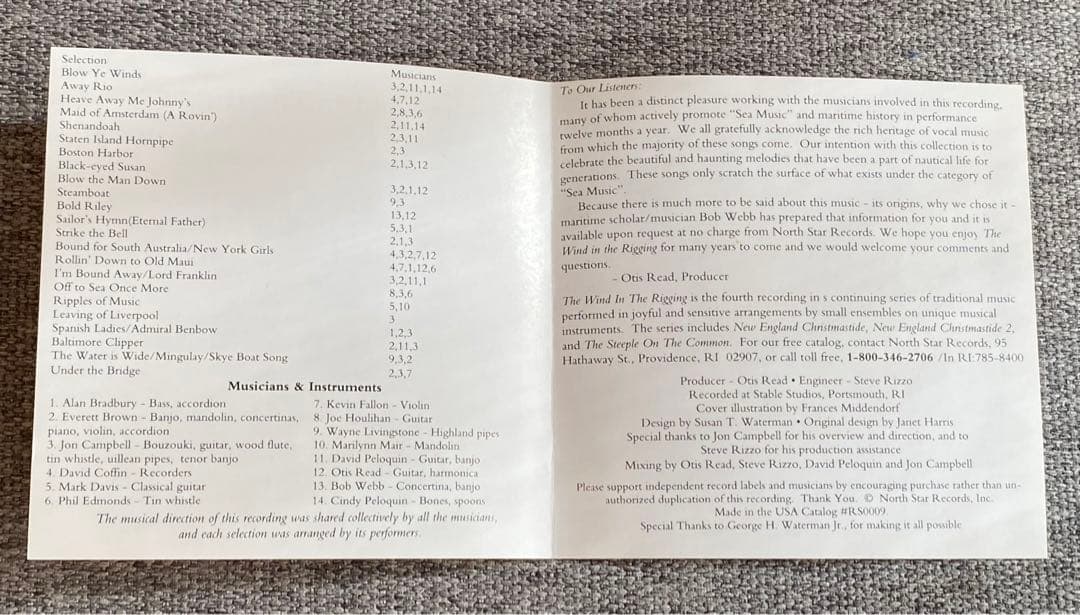 Selection
Blow Ye Winds
Away Rio
Heave Away Me Johnny's
Maid of Amsterdam (A Rovin')
Shenandoah
Staten Island Hornpipe
Boston Harbor
Black-eyed Susan
Blow the Man Down
Steamboat
Bold Riley
Sailor's Hymn(Eternal Father)
Strike the Bell
Bound for South Australia/New York Girls
Rollin' Down to Old Maui
I'm Bound Away/Lord Franklin
Off to Sea Once More
Ripples of Music
Leaving of Liverpool
Spanish Ladies/Admiral Benbow
Baltimore Clipper
The Water is Wide/Mingulay/Skye Boat Song
Under the Bridge
Musicians
3,2,11,1,14
4,7,12
2,8,3,6
2,11,14
2,3,11
2,3
2,1,3,12
3,2,1,12
9,3
13,12
5,3,1
2,1,3
4,3,2,7,12
4,7,1,12,6
3,2,11,1
8,3,6
5,10
3
1,2,3
2,11,3
9,3,2
2,3,7
Musicians & Instruments
1. Alan Bradbury - Bass, accordion
2. Everett Brown - Banjo, mandolin, concertinas,
piano, violin, accordion
3. Jon Campbell - Bouzouki, guitar, wood flute,
tin whistle, uillean pipes, tenor banjo
4. David Coffin - Recorders
5. Mark Davis - Classical guitar
6. Phil Edmonds - Tin whistle
7. Kevin Fallon - Violin
8. Joe Houlihan - Guitar
9. Wayne Livingstone - Highland pipes
10. Marilynn Mair - Mandolin
11. David Peloquin - Guitar, banjo
12. Otis Read - Guitar, harmonica
13. Bob Webb - Concertina, banjo
14. Cindy Peloquin - Bones, spoons
The musical direction of this recording was shared collectively by all the musicians,
and each selection was arranged by its performers.
To Our Listeners:
It has been a distinct pleasure working with the musicians involved in this recording,
many of whom actively promote "Sea Music" and maritime history in performance
twelve months a year. We all gratefully acknowledge the rich heritage of vocal music
from which the majority of these songs come. Our intention with this collection is to
celebrate the beautiful and haunting melodies that have been a part of nautical life for
generations. These songs only scratch the surface of what exists under the category of
"Sea Music".
Because there is much more to be said about this music - its origins, why we chose it -
maritime scholar/musician Bob Webb has prepared that information for you and it is
available upon request at no charge from North Star Records. We hope you enjoy The
Wind in the Rigging for many years to come and we would welcome your comments and
questions.
- Otis Read, Producer
The Wind In The Rigging is the fourth recording in s continuing series of traditional music
performed in joyful and sensitive arrangements by small ensembles on unique musical
instruments. The series includes New England Christmastide, New England Christmastide 2,
and The Steeple On The Common. For our free catalog, contact North Star Records, 95
Hathaway St., Providence, RI 02907, or call toll free, 1-800-346-2706 /In RI:785-8400
Producer - Otis Read • Engineer - Steve Rizzo
Recorded at Stable Studios, Portsmouth, RI
Cover illustration by Frances Middendorf
Design by Susan T. Waterman • Original design by Janet Harris
Special thanks to Jon Campbell for his overview and direction, and to
Steve Rizzo for his production assistance
Mixing by Otis Read, Steve Rizzo, David Peloquin and Jon Campbell
Please support independent record labels and musicians by encouraging purchase rather than un-
authorized duplication of this recording. Thank You. © North Star Records, Inc.
Made in the USA Catalog #RS0009.
Special Thanks to George H. Waterman Jr., for making it all possible